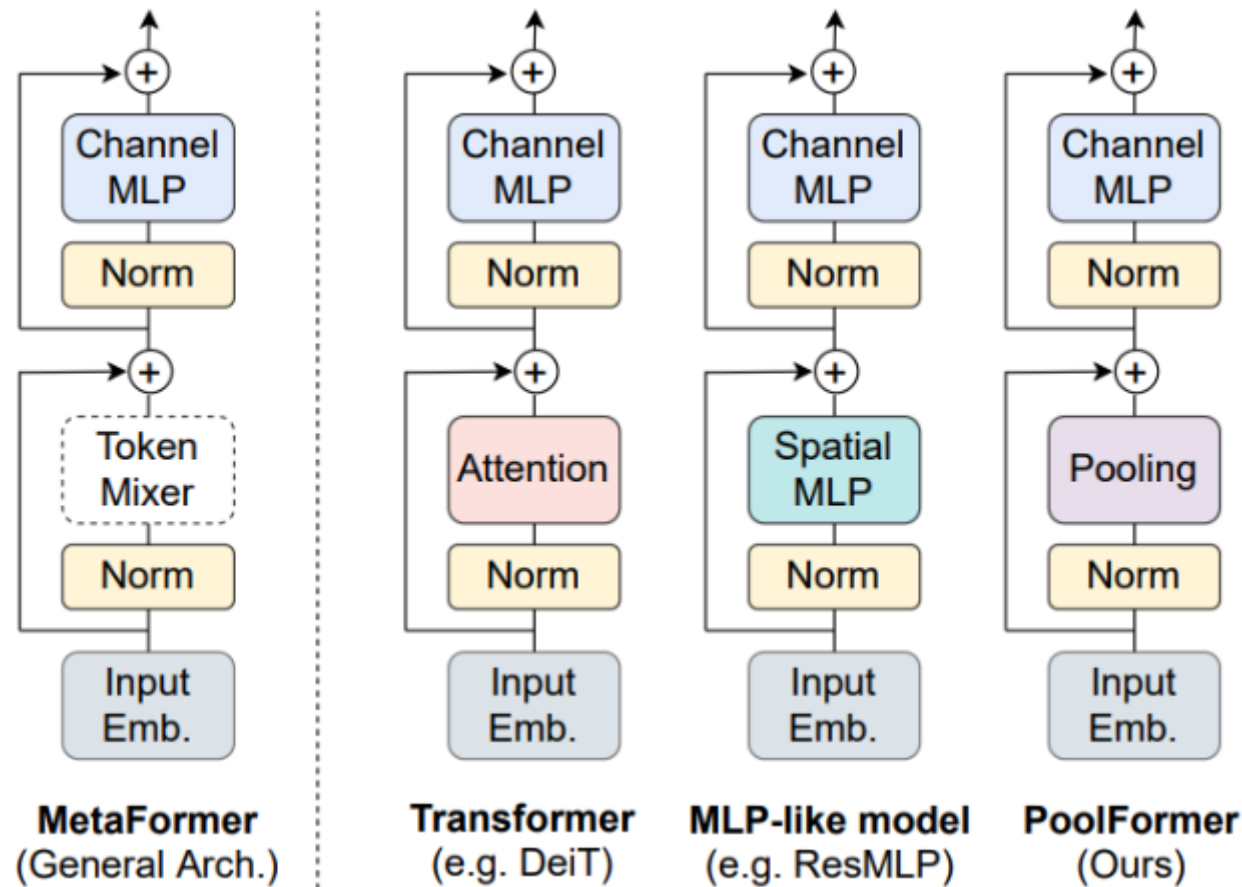 +
Channel
MLP
Norm
+
Token
Mixer
Norm
Input
Emb.
MetaFormer
(General Arch.)
+
Channel
MLP
Norm
+
Attention
Norm
Input
Emb.
Transformer
(e.g. DeiT)
+
Channel
MLP
Norm
+
Spatial
MLP
Norm
Input
Emb.
MLP-like model
(e.g. ResMLP)
+
Channel
MLP
Norm
+
Pooling
Norm
Input
Emb.
PoolFormer
(Ours)